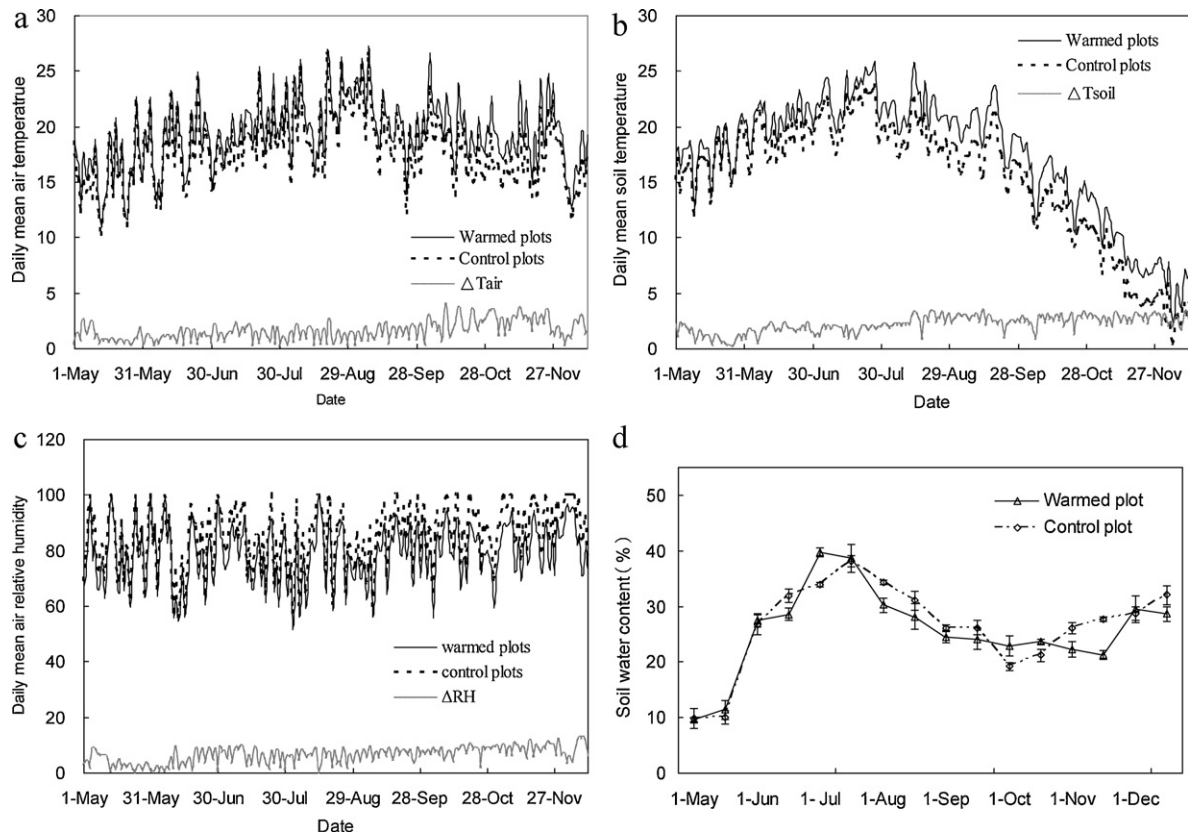 a
30
25
20
15
10
5
0
Daily mean air temperatrue
Warmed plots
Control plots
△Tair
1-May 31-May 30-Jun 30-Jul 29-Aug 28-Sep 28-Oct 27-Nov
Date
b
30
25
20
15
10
5
0
Daily mean soil temperature
Warmed plots
Control plots
△Tsoil
1-May 31-May 30-Jun 30-Jul 29-Aug 28-Sep 28-Oct 27-Nov
Date
c
120
100
80
60
40
20
0
Daily mean air relative humidity
warmed plots
control plots
ΔRH
1-May 31-May 30-Jun 30-Jul 29-Aug 28-Sep 28-Oct 27-Nov
Date
d
50
40
30
20
10
0
Soil water content (%)
Warmed plot
Control plot
1-May 1-Jun 1-Jul 1-Aug 1-Sep 1-Oct 1-Nov 1-Dec